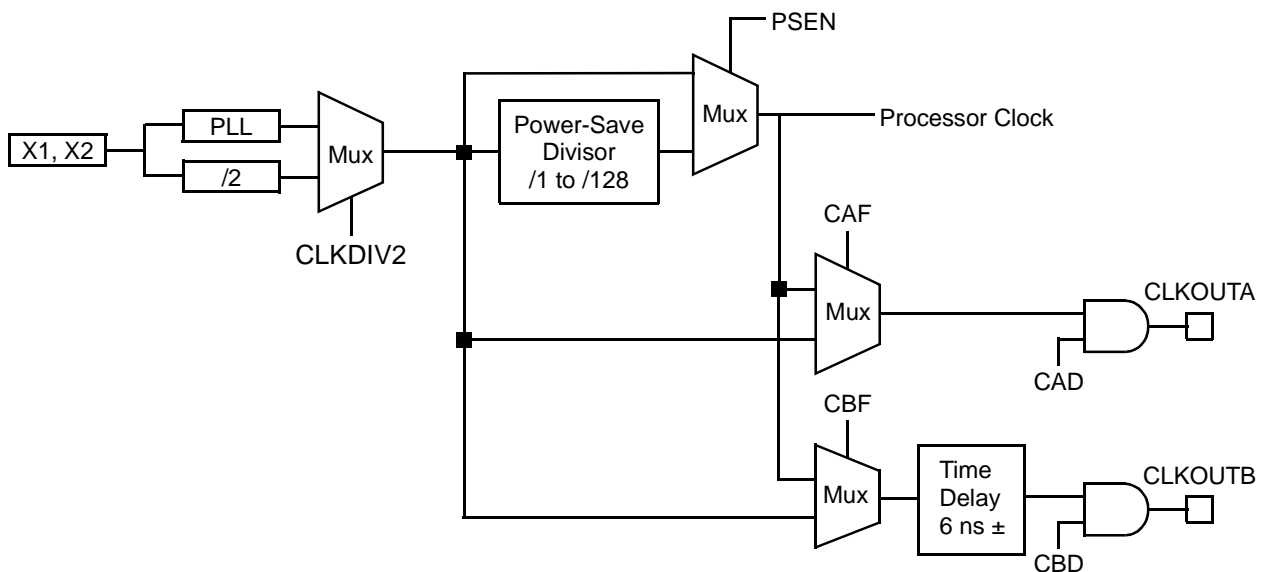 PSEN
PLL
X1, X2
/2
Mux
CLKDIV2
Power-Save
Divisor
/1 to /128
Mux
Processor Clock
CAF
Mux
CLKOUTA
CAD
CBF
Mux
Time
Delay
6 ns ±
CLKOUTB
CBD